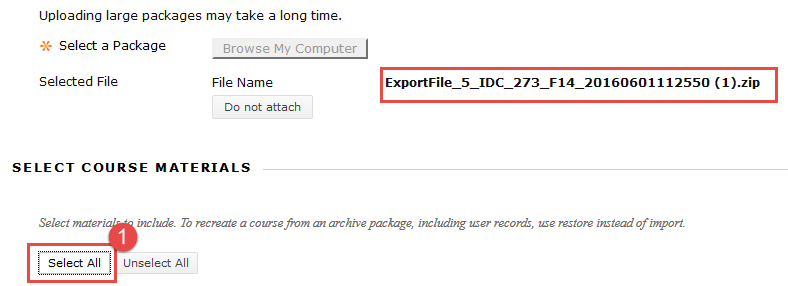 Uploading large packages may take a long time.
Select a Package Browse My Computer
Selected File File Name ExportFile_5_IDC_273_F14_20160601112550 (1).zip
Do not attach
SELECT COURSE MATERIALS
Select materials to include. To recreate a course from an archive package, including user records, use restore instead of import.
1
Select All Unselect All